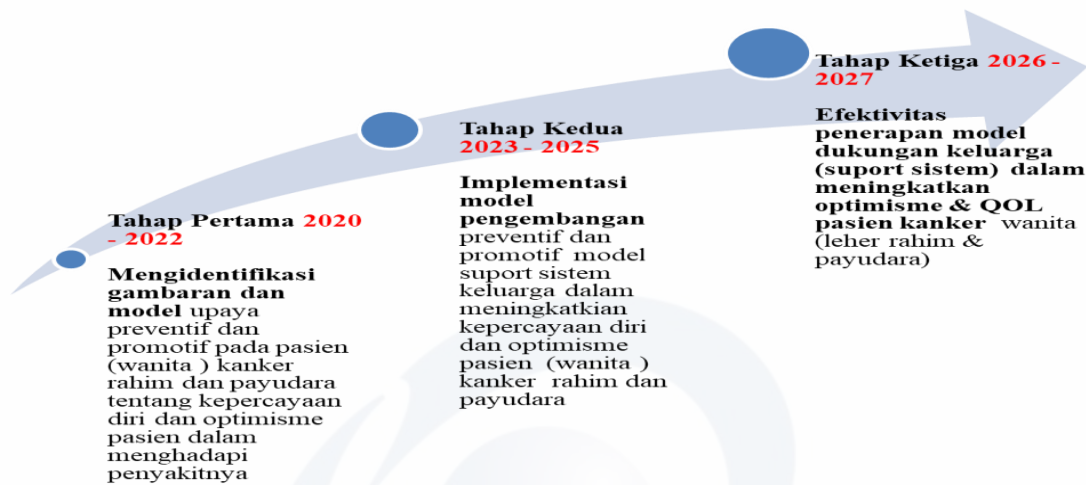 Tahap Pertama 2020
- 2022
Mengidentifikasi
gambaran dan
model upaya
preventif dan
promotif pada pasien
(wanita ) kanker
rahim dan payudara
tentang kepercayaan
diri dan optimisme
pasien dalam
menghadapi
penyakitnya
Tahap Kedua
2023 - 2025
Implementasi
model
pengembangan
preventif dan
promotif model
suport sistem
keluarga dalam
meningkatkian
kepercayaan diri
dan optimisme
pasien (wanita )
kanker rahim dan
payudara
Tahap Ketiga 2026 -
2027
Efektivitas
penerapan model
dukungan keluarga
(suport sistem) dalam
meningkatkan
optimisme & QOL
pasien kanker wanita
(leher rahim &
payudara)